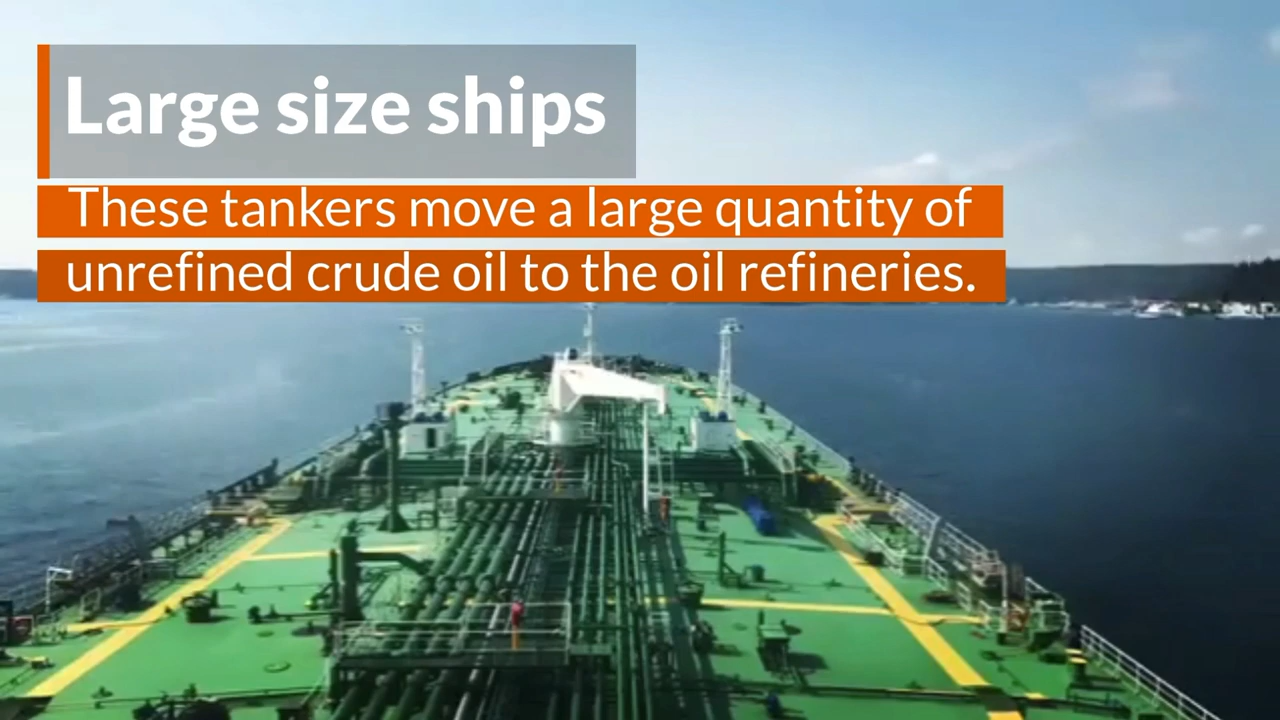 Large size ships
These tankers move a large quantity of
unrefined crude oil to the oil refineries.